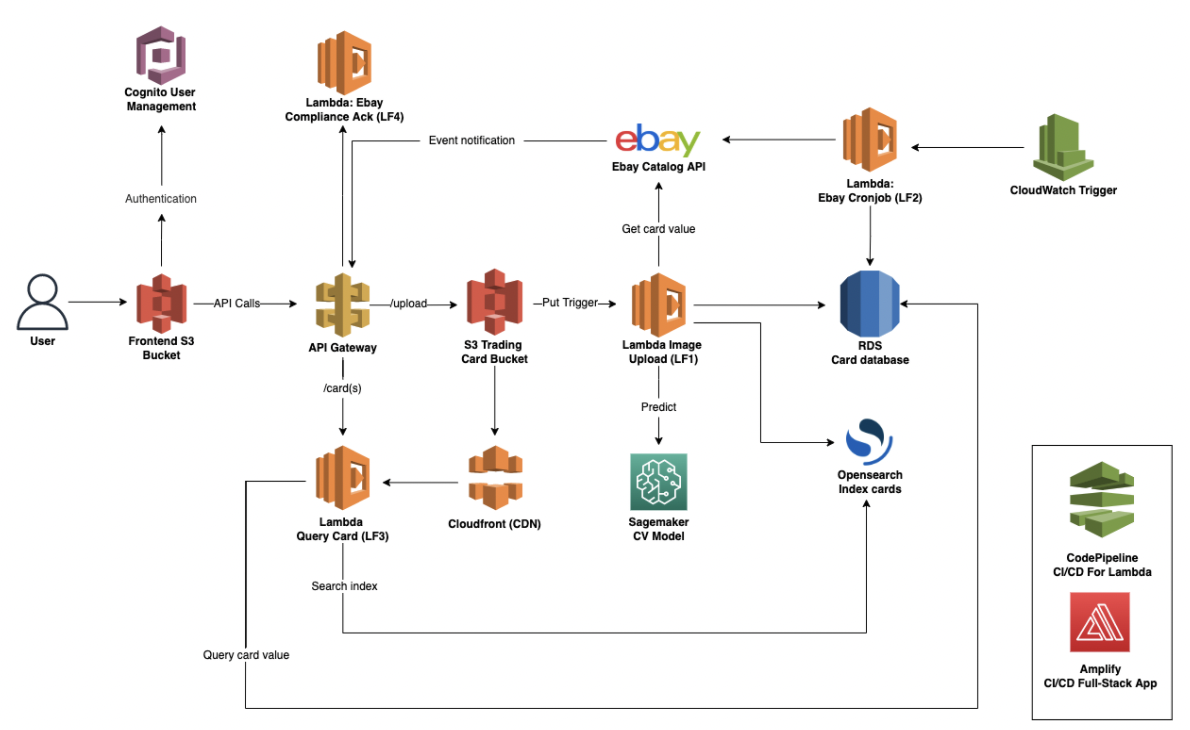 Cognito User
Management
Lambda: Ebay
Compliance Ack (LF4)
Event notification
ebay
Ebay Catalog API
Lambda:
Ebay Cronjob (LF2)
CloudWatch Trigger
Authentication
Get card value
User
Frontend S3
Bucket
API Calls
API Gateway
/upload
S3 Trading
Card Bucket
Put Trigger
Lambda Image
Upload (LF1)
RDS
Card database
/card(s)
Predict
Lambda
Query Card (LF3)
Cloudfront (CDN)
Sagemaker
CV Model
Opensearch
Index cards
Search index
Query card value
CodePipeline
CI/CD For Lambda
Amplify
CI/CD Full-Stack App